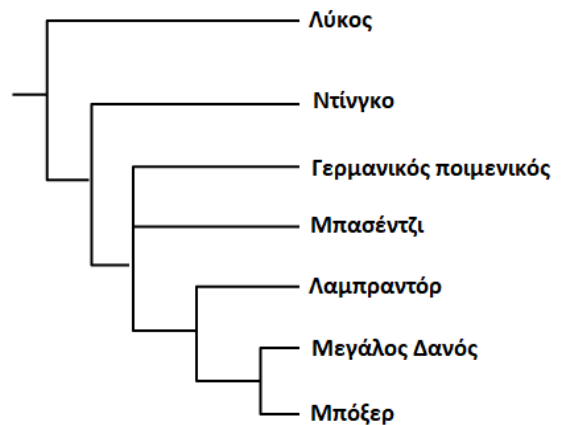 Λύκος
Ντίνγκο
Γερμανικός ποιμενικός
Μπασέντζι
Λαμπραντόρ
Μεγάλος Δανός
Μπόξερ